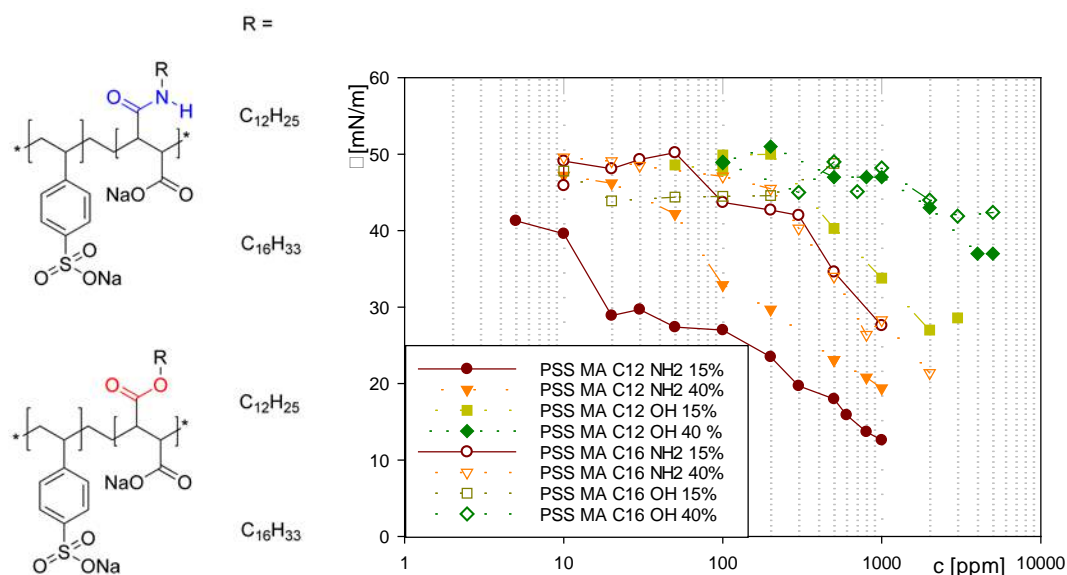 R =
R
O
N
H
*
*
NaO
O
O
S
O
ONa
C₁₂H₂₅
C₁₆H₃₃
R
O
O
*
*
NaO
O
O
S
O
ONa
C₁₂H₂₅
C₁₆H₃₃
□ [mN/m]
60
50
40
30
20
10
0
1
10
100
1000
10000
c [ppm]
PSS MA C12 NH2 15%
PSS MA C12 NH2 40%
PSS MA C12 OH 15%
PSS MA C12 OH 40 %
PSS MA C16 NH2 15%
PSS MA C16 NH2 40%
PSS MA C16 OH 15%
PSS MA C16 OH 40%